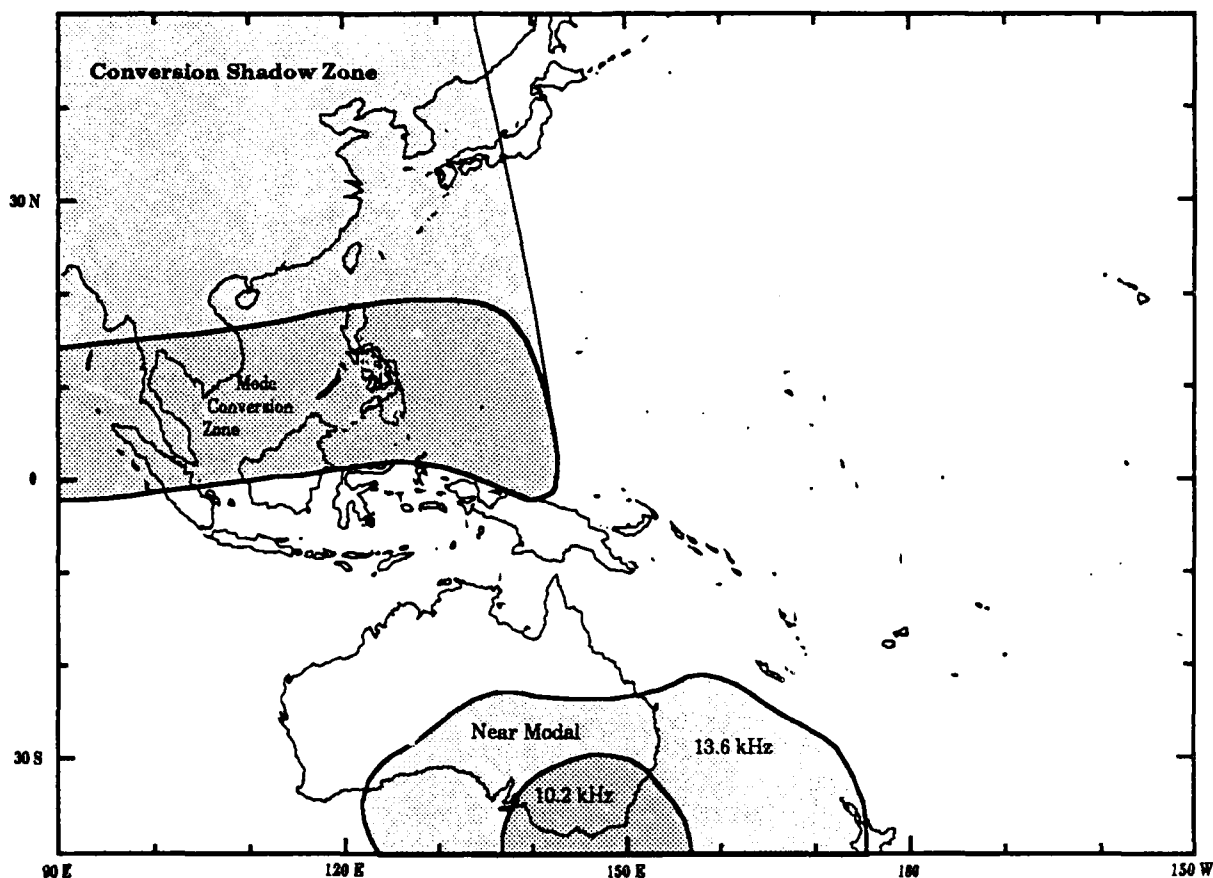 Conversion Shadow Zone
30 N
Mode
Conversion
Zone
0
Near Modal
13.6 kHz
30 S
10.2 kHz
90 E
120 E
150 E
180
150 W